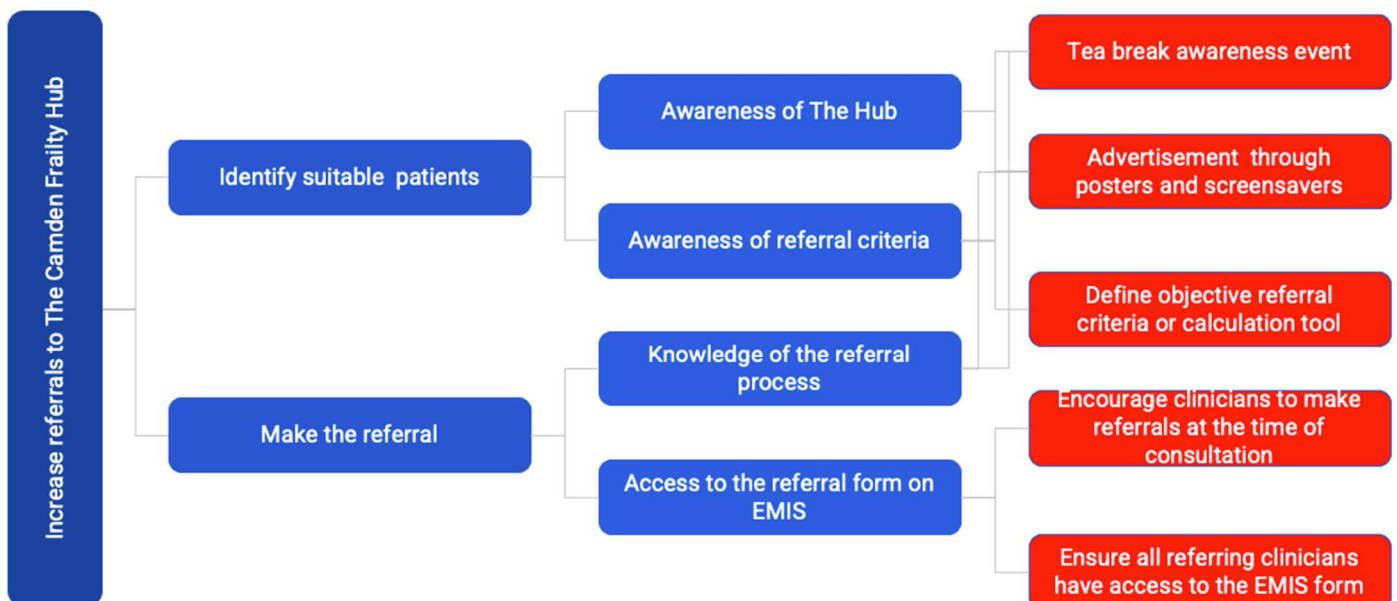 Increase referrals to The Camden Frailty Hub
Identify suitable patients
Make the referral
Awareness of The Hub
Awareness of referral criteria
Knowledge of the referral
process
Access to the referral form on
EMIS
Tea break awareness event
Advertisement through
posters and screensavers
Define objective referral
criteria or calculation tool
Encourage clinicians to make
referrals at the time of
consultation
Ensure all referring clinicians
have access to the EMIS form